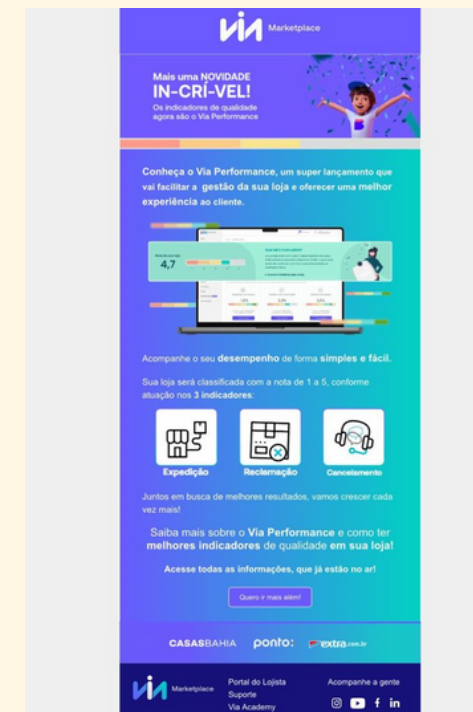 VIA Marketplace
Mais uma NOVIDADE
IN-CRÍ-VEL!
Os indicadores de qualidade
agora são o Via Performance
Conheça o Via Performance, um super lançamento que
vai facilitar a gestão da sua loja e oferecer uma melhor
experiência ao cliente.
4,7
Acompanhe o seu desempenho de forma simples e fácil.
Sua loja será classificada com a nota de 1 a 5, conforme
atuação nos 3 indicadores:
Expedição Reclamação Cancelamento
Juntos em busca de melhores resultados, vamos crescer cada
vez mais!
Saiba mais sobre o Via Performance e como ter
melhores indicadores de qualidade em sua loja!
Acesse todas as informações, que já estão no ar!
Quero ir mais além!
CASASBAHIA ponto: extra.com.br
VIA Marketplace
Portal do Lojista
Suporte
Via Academy
Acompanhe a gente